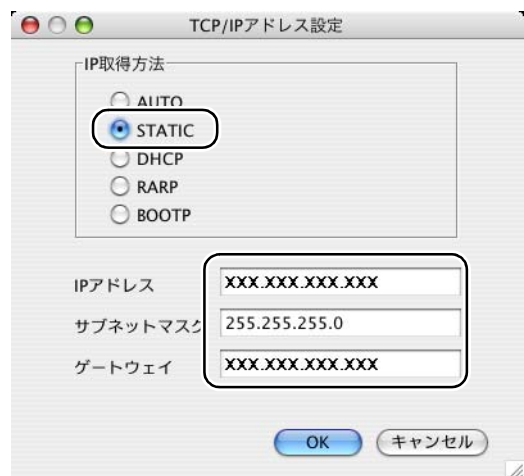 TCP/IPアドレス設定
IP取得方法
AUTO
STATIC
DHCP
RARP
BOOTP
IPアドレス XXX.XXX.XXX.XXX
サブネットマスク 255.255.255.0
ゲートウェイ XXX.XXX.XXX.XXX
OK キャンセル